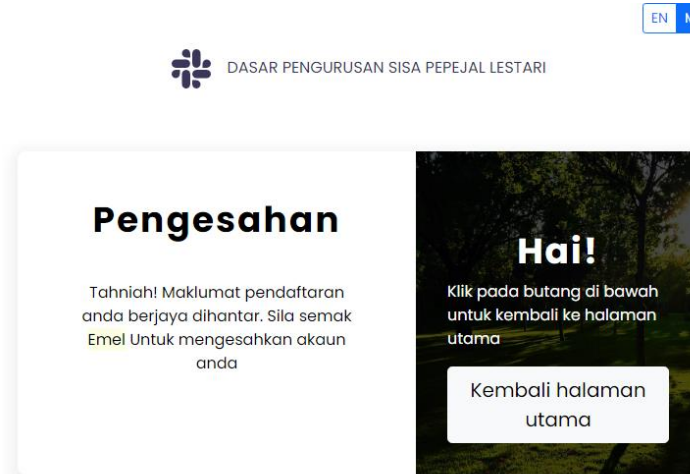 EN
DASAR PENGURUSAN SISA PEPEJAL LESTARI
Pengesahan
Tahniah! Maklumat pendaftaran
anda berjaya dihantar. Sila semak
Emel Untuk mengesahkan akaun
anda
Hai!
Klik pada butang di bawah
untuk kembali ke halaman
utama
Kembali halaman
utama